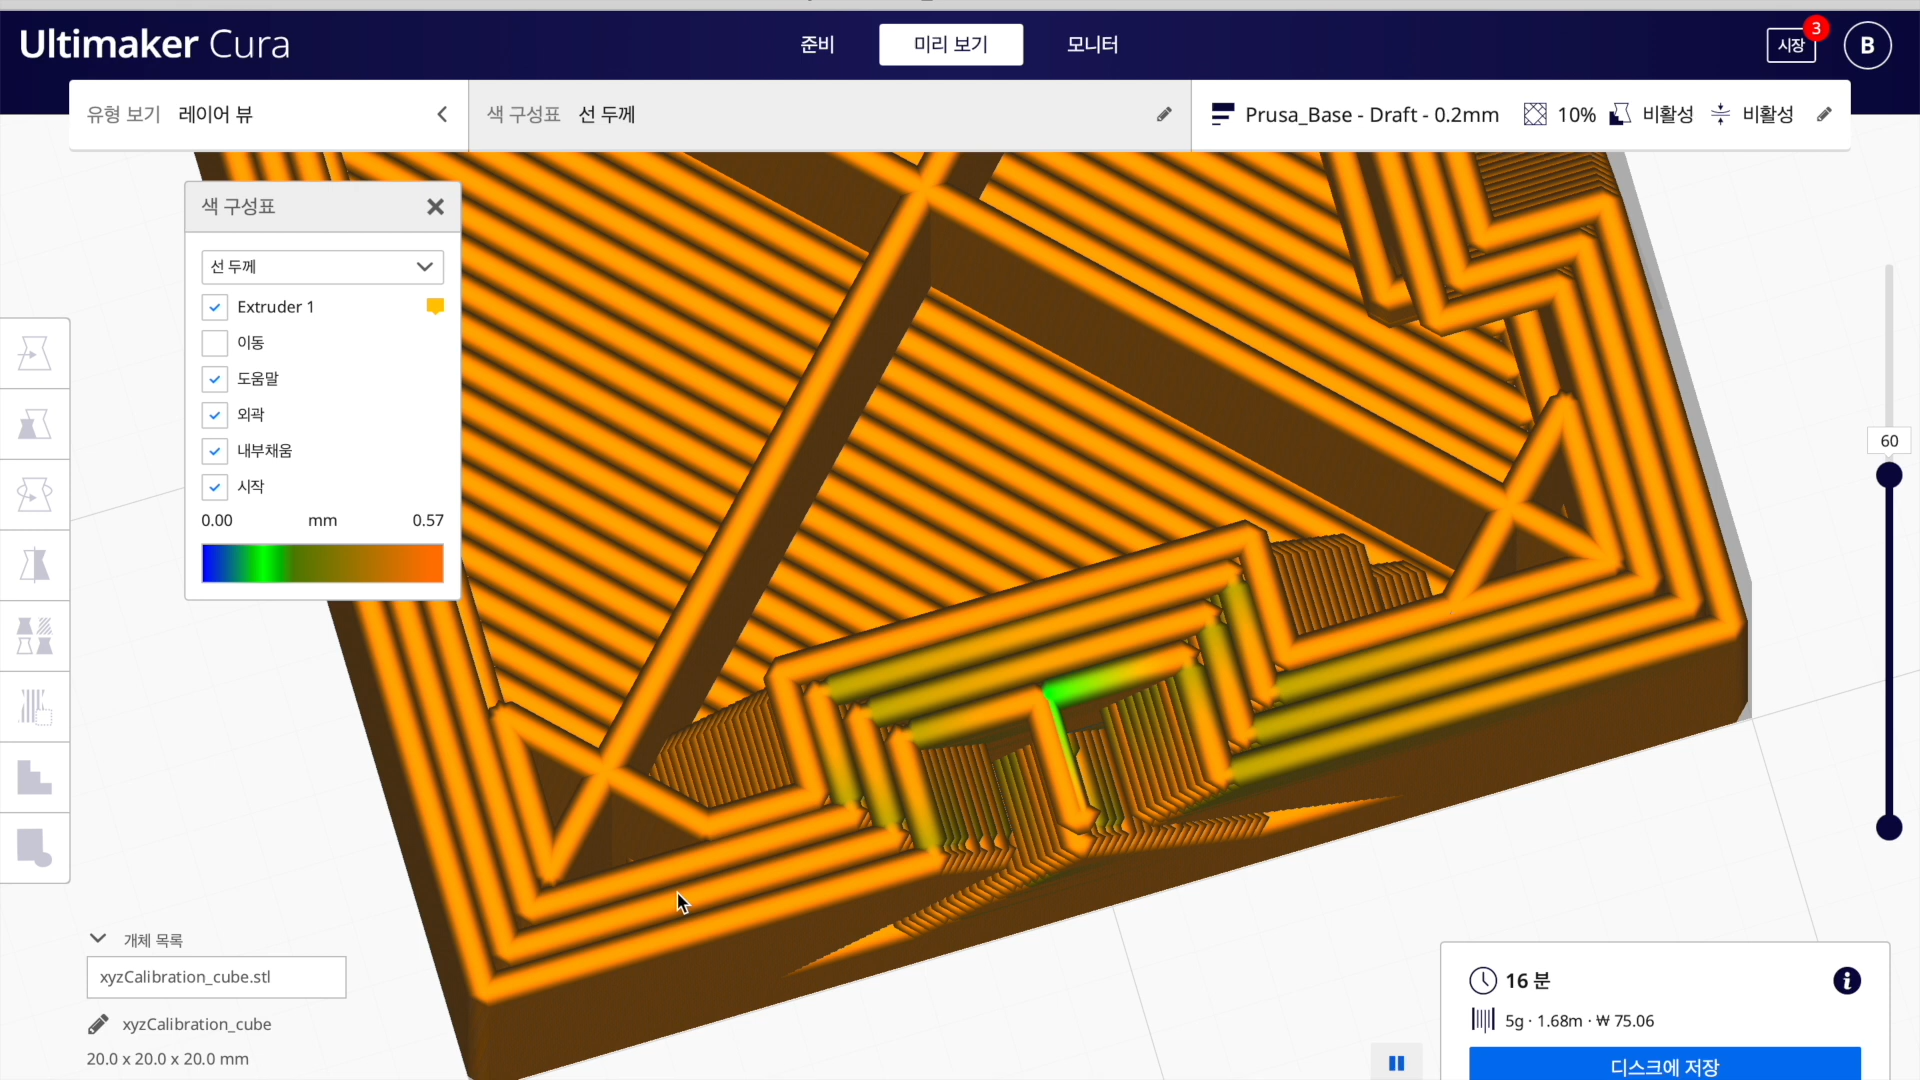 Ultimaker Cura
준비
미리 보기
모니터
시장
3
B
유형 보기 레이어 뷰
색 구성표 선 두께
Prusa_Base - Draft - 0.2mm
10%
비활성
비활성
색 구성표
선 두께
Extruder 1
이동
도움말
외곽
내부채움
시작
0.00 mm 0.57
60
개체 목록
xyzCalibration_cube.stl
xyzCalibration_cube
20.0 x 20.0 x 20.0 mm
16 분
5g · 1.68m · ₩ 75.06
디스크에 저장